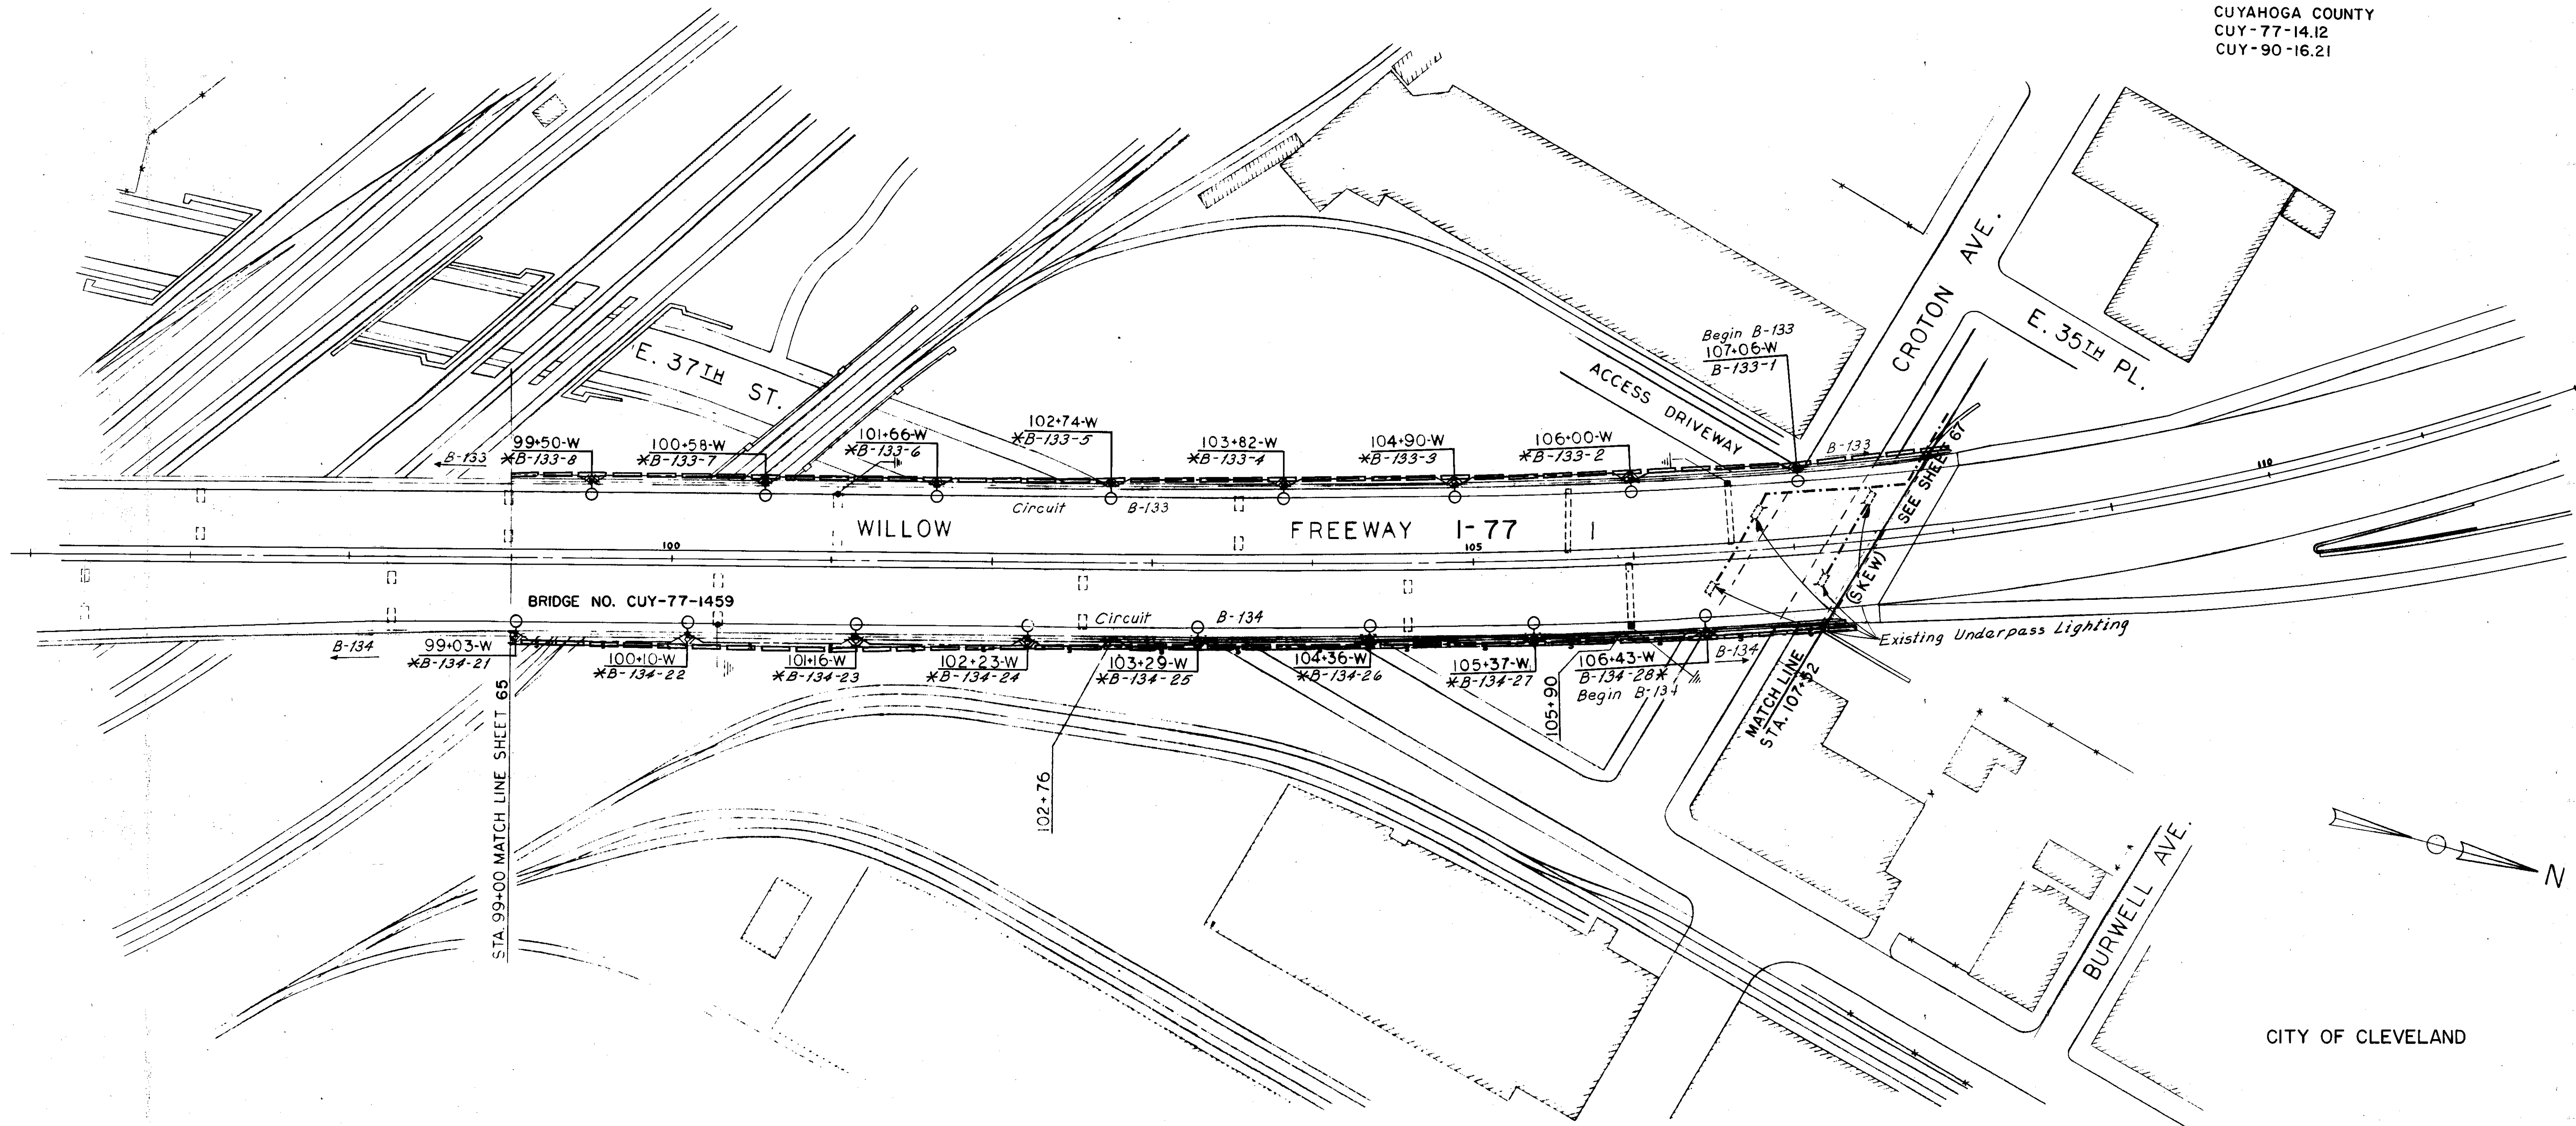 CUYAHOGA COUNTY
CUY-77-14.12
CUY-90-16.21
CROTON AVE.
E. 35TH PL.
E. 37TH ST.
ACCESS DRIVEWAY
Begin B-133
107+06-W
B-133-1
B-133
99+50-W
*B-133-8
100+58-W
*B-133-7
101+66-W
*B-133-6
102+74-W
*B-133-5
103+82-W
*B-133-4
104+90-W
*B-133-3
106+00-W
*B-133-2
B-133
Circuit B-133
WILLOW FREEWAY I-77
100
105
110
SEE SHEET 67
(SKEW)
MATCH LINE
STA. 107+52
BRIDGE NO. CUY-77-1459
Circuit B-134
B-134
99+03-W
*B-134-21
100+10-W
*B-134-22
101+16-W
*B-134-23
102+23-W
*B-134-24
103+29-W
*B-134-25
104+36-W
*B-134-26
105+37-W
*B-134-27
106+43-W
B-134-28*
Begin B-134
B-134
Existing Underpass Lighting
105+90
102+76
STA. 99+00 MATCH LINE SHEET 65
BURWELL AVE.
N
CITY OF CLEVELAND